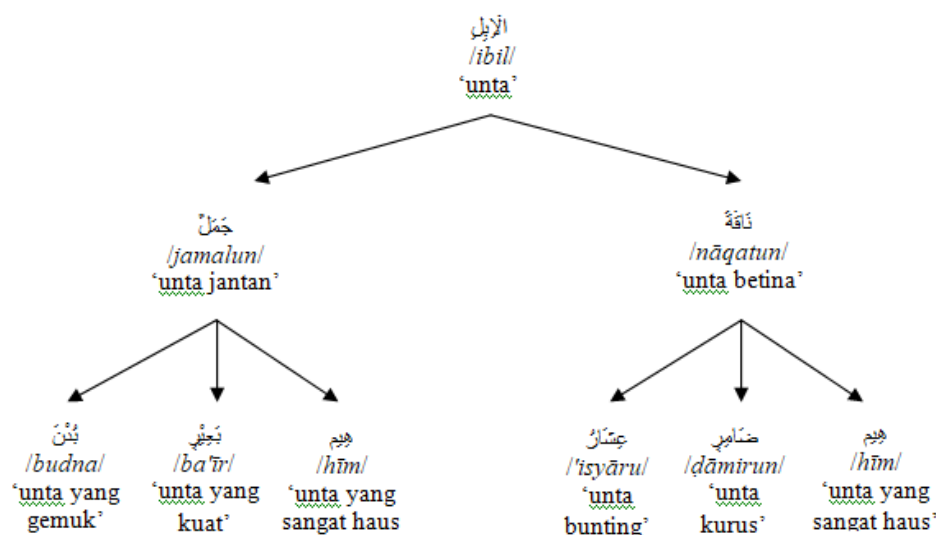 الْإِبِلِ
/ibil/
‘unta’
جَمَلٌ
/jamalun/
‘unta jantan’
نَاقَةٌ
/nāqatun/
‘unta betina’
بُدْنَ
/budna/
‘unta yang
gemuk’
بَعِيْرٍ
/ba'īr/
‘unta yang
kuat’
هِيم
/hīm/
‘unta yang
sangat haus
عِشَارُ
/'isyāru/
‘unta
bunting’
ضَامِرٍ
/ḍāmirun/
‘unta
kurus’
هِيم
/hīm/
‘unta yang
sangat haus’